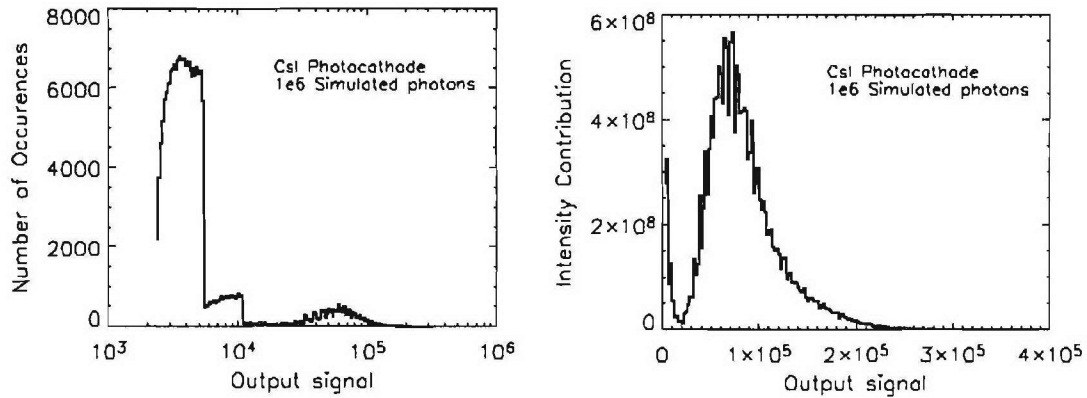 8000
6000
4000
2000
0
Number of Occurences
CsI Photocathode
1e6 Simulated photons
10³ 10⁴ 10⁵ 10⁶
Output signal
6×10⁸
4×10⁸
2×10⁸
0
Intensity Contribution
CsI Photocathode
1e6 Simulated photons
0 1×10⁵ 2×10⁵ 3×10⁵ 4×10⁵
Output signal